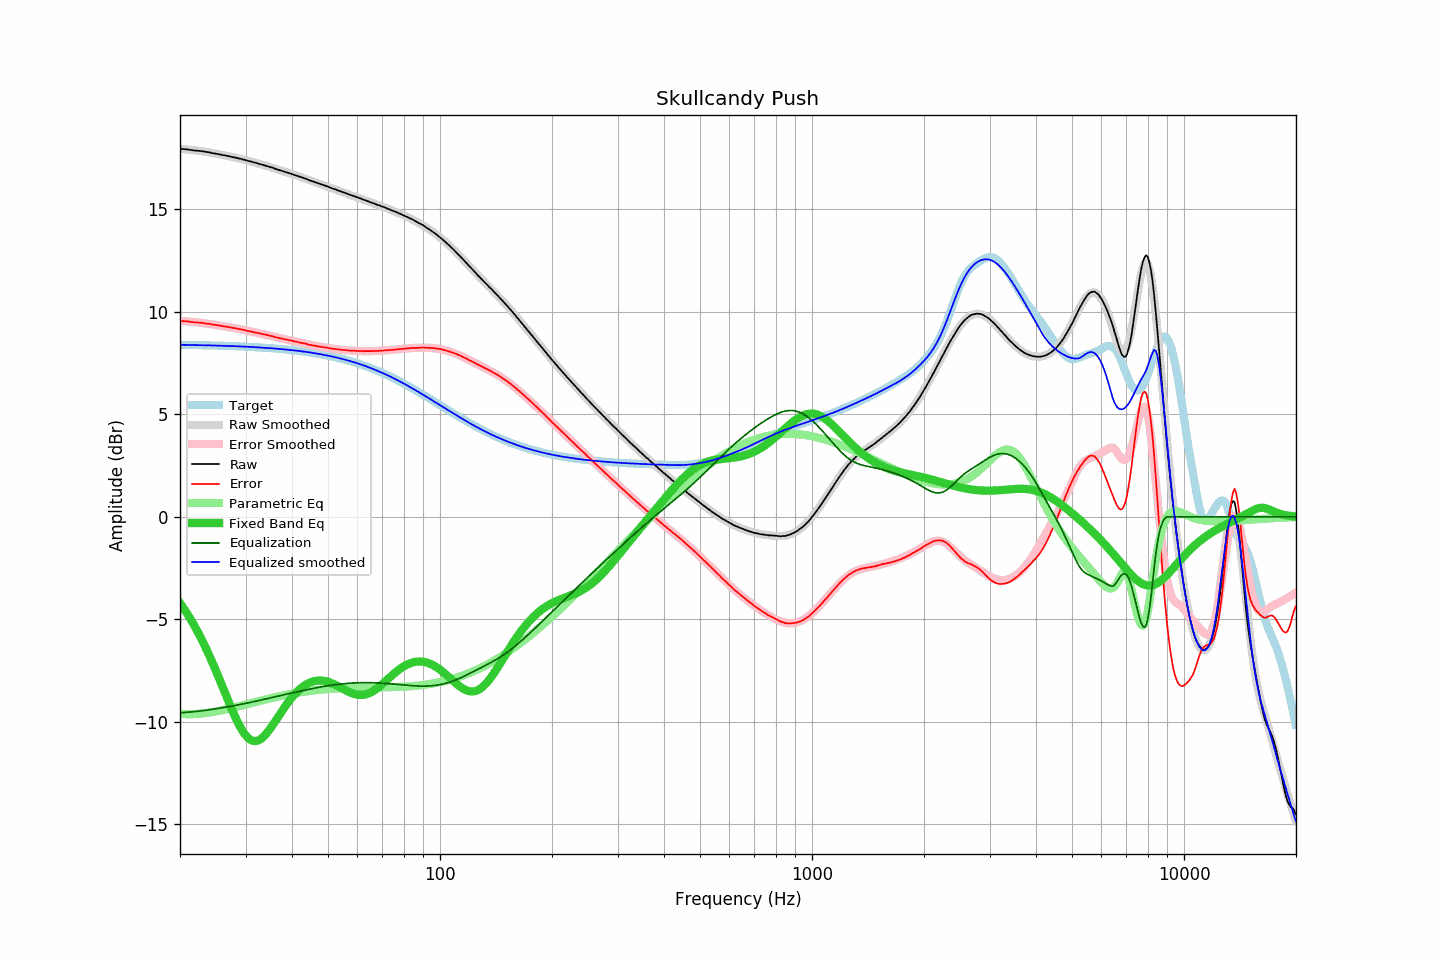 Skullcandy Push
Amplitude (dBr)
15
10
5
0
−5
−10
−15
Target
Raw Smoothed
Error Smoothed
Raw
Error
Parametric Eq
Fixed Band Eq
Equalization
Equalized smoothed
100
1000
10000
Frequency (Hz)